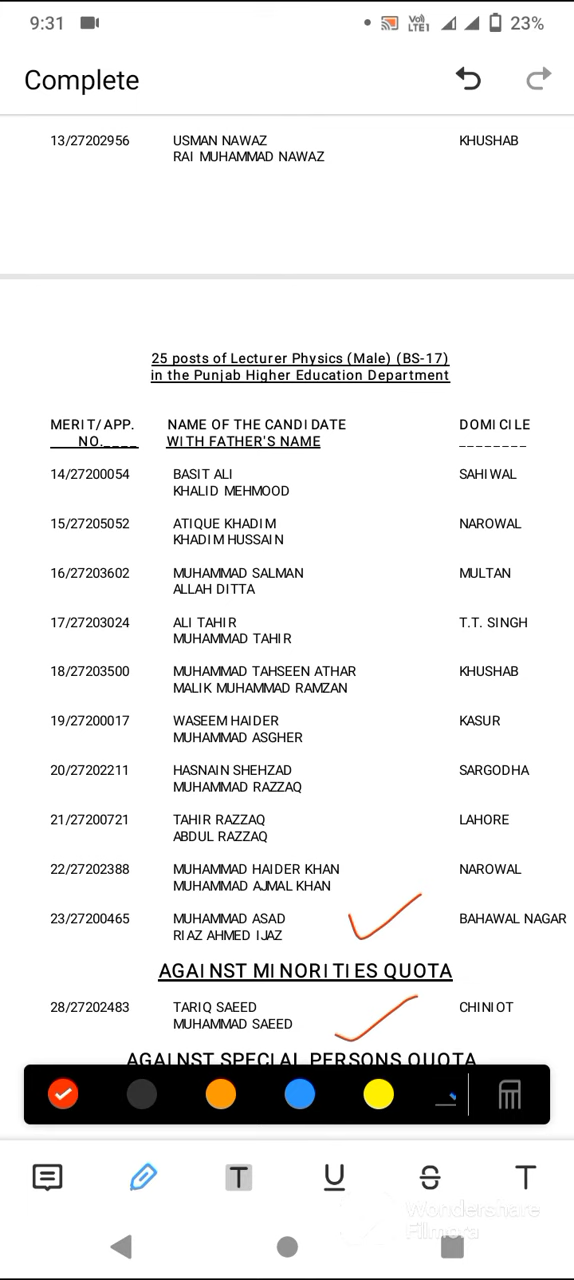 9:31 Vo) LTE1 23%
Complete
13/27202956 USMAN NAWAZ KHUSHAB
RAI MUHAMMAD NAWAZ
25 posts of Lecturer Physics (Male) (BS-17)
in the Punjab Higher Education Department
MERIT/APP. NAME OF THE CANDIDATE DOMICILE
NO. WITH FATHER'S NAME
14/27200054 BASIT ALI SAHIWAL
KHALID MEHMOOD
15/27205052 ATIQUE KHADIM NAROWAL
KHADIM HUSSAIN
16/27203602 MUHAMMAD SALMAN MULTAN
ALLAH DITTA
17/27203024 ALI TAHIR T.T. SINGH
MUHAMMAD TAHIR
18/27203500 MUHAMMAD TAHSEEN ATHAR KHUSHAB
MALIK MUHAMMAD RAMZAN
19/27200017 WASEEM HAIDER KASUR
MUHAMMAD ASGHER
20/27202211 HASNAIN SHEHZAD SARGODHA
MUHAMMAD RAZZAQ
21/27200721 TAHIR RAZZAQ LAHORE
ABDUL RAZZAQ
22/27202388 MUHAMMAD HAIDER KHAN NAROWAL
MUHAMMAD AJMAL KHAN
23/27200465 MUHAMMAD ASAD BAHAWAL NAGAR
RIAZ AHMED IJAZ
AGAINST MINORITIES QUOTA
28/27202483 TARIQ SAEED CHINIOT
MUHAMMAD SAEED
AGAINST SPECIAL PERSONS QUOTA
T U S T
Wondershare
Filmora